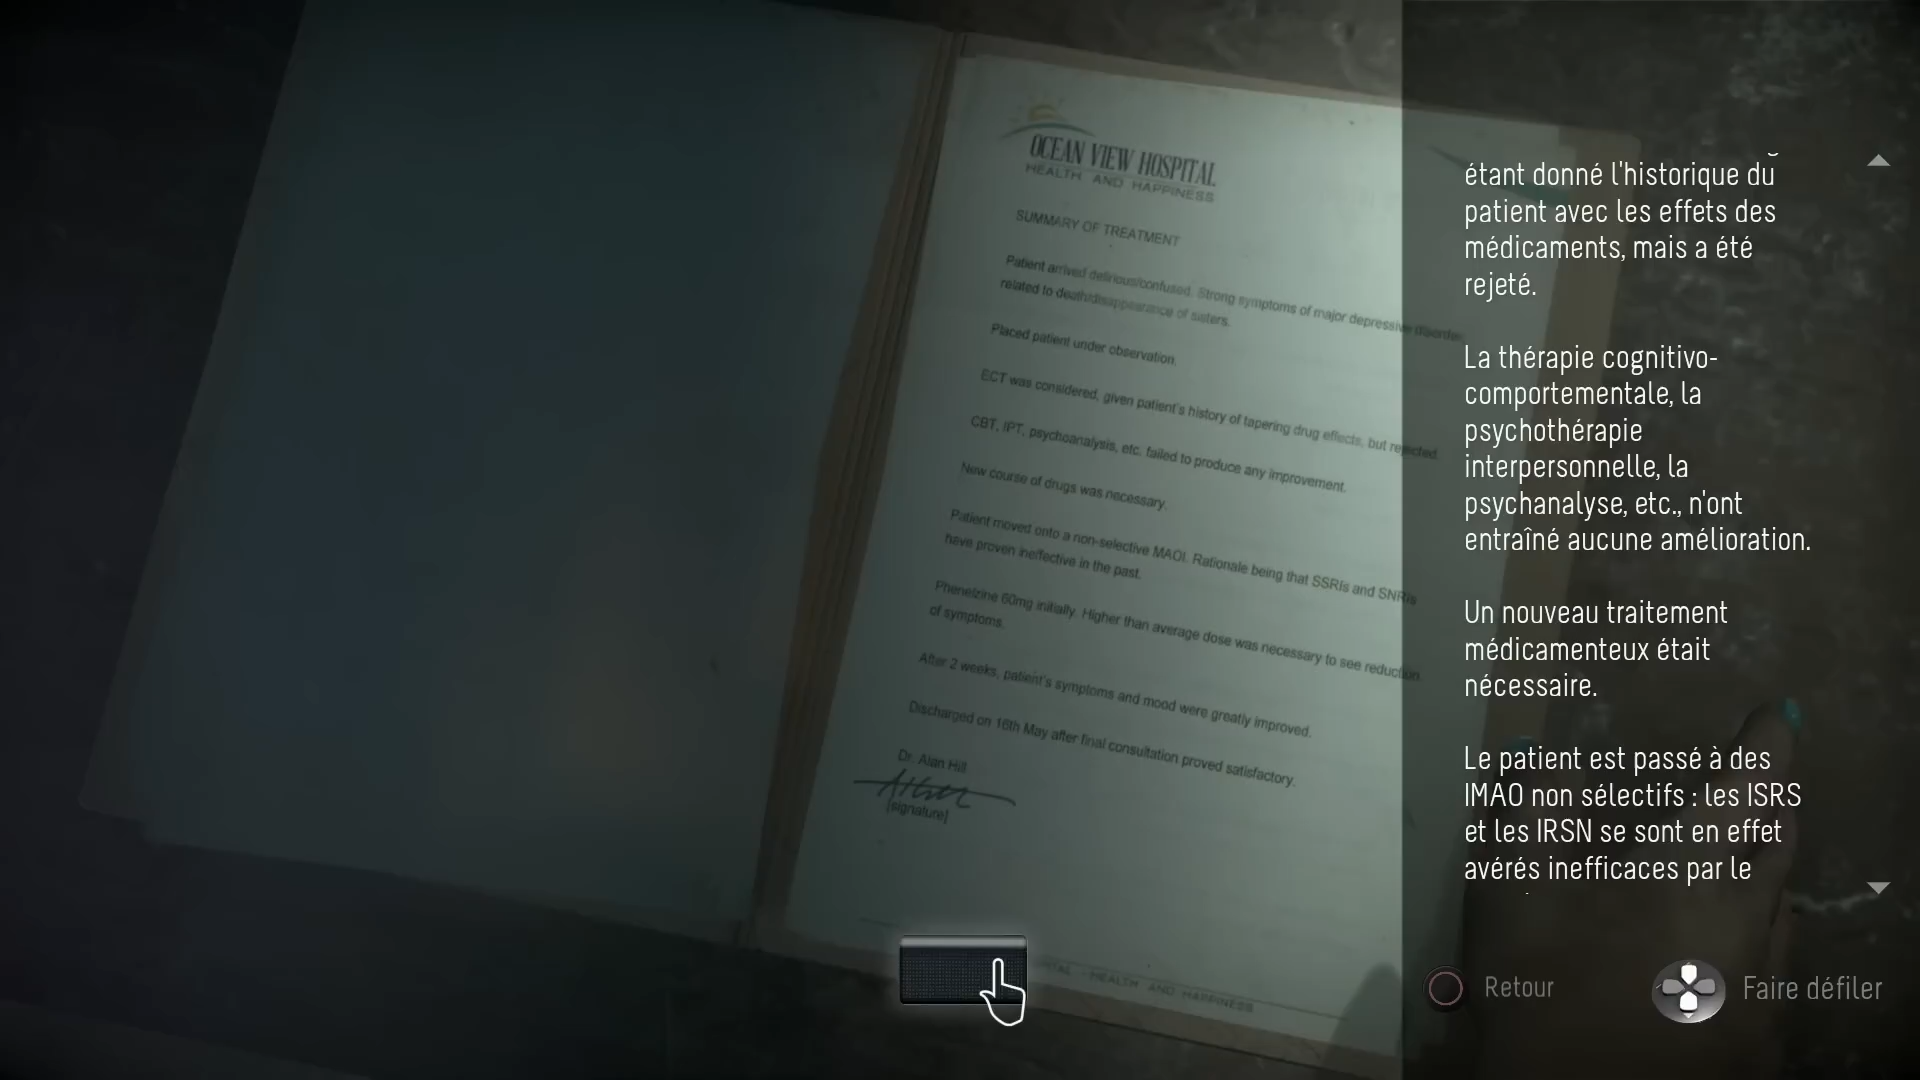 OCEAN VIEW HOSPITAL
HEALTH AND HAPPINESS
SUMMARY OF TREATMENT
Patient arrived delirious/confused. Strong symptoms of major depressive disorder
related to death/disappearance of sisters.
Placed patient under observation.
ECT was considered, given patient's history of tapering drug effects, but rejected.
CBT, IPT, psychoanalysis, etc. failed to produce any improvement.
New course of drugs was necessary.
Patient moved onto a non-selective MAOI. Rationale being that SSRIs and SNRIs
have proven ineffective in the past.
Phenelzine 60mg initially. Higher than average dose was necessary to see reduction
of symptoms.
After 2 weeks, patient's symptoms and mood were greatly improved.
Discharged on 16th May after final consultation proved satisfactory.
Dr. Alan Hill
[signature]
HEALTH AND HAPPINESS
étant donné l'historique du
patient avec les effets des
médicaments, mais a été
rejeté.
La thérapie cognitivo-
comportementale, la
psychothérapie
interpersonnelle, la
psychanalyse, etc., n'ont
entraîné aucune amélioration.
Un nouveau traitement
médicamenteux était
nécessaire.
Le patient est passé à des
IMAO non sélectifs : les ISRS
et les IRSN se sont en effet
avérés inefficaces par le
Retour
Faire défiler